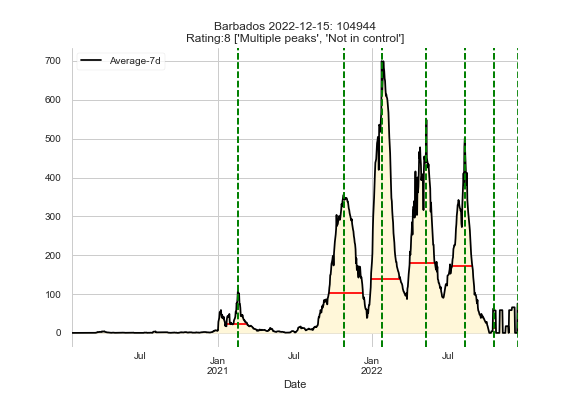 Barbados 2022-12-15: 104944
Rating:8 ['Multiple peaks', 'Not in control']
Average-7d
700
600
500
400
300
200
100
0
Jul
Jan
2021
Jul
Jan
2022
Jul
Date